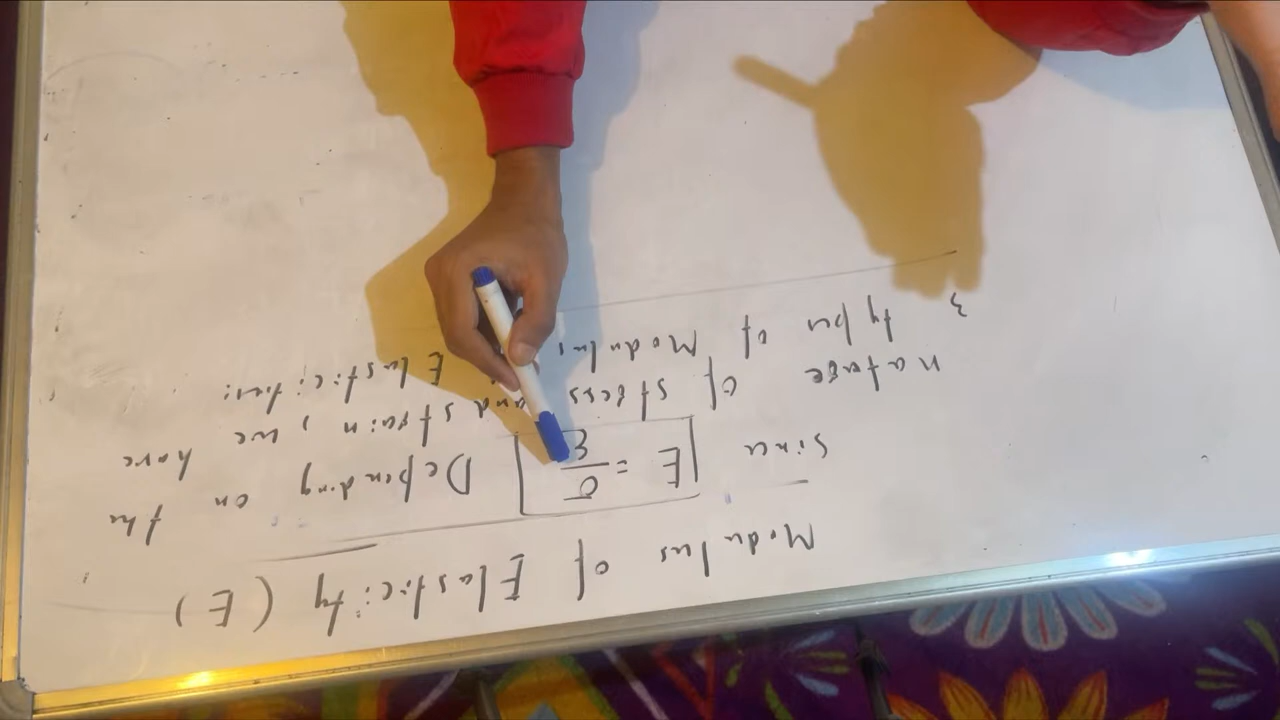 Modulus of Elasticity (E)
Since E = σ/ε Depending on the
nature of stress and strain, we have
3 types of Modulus Elasticities: